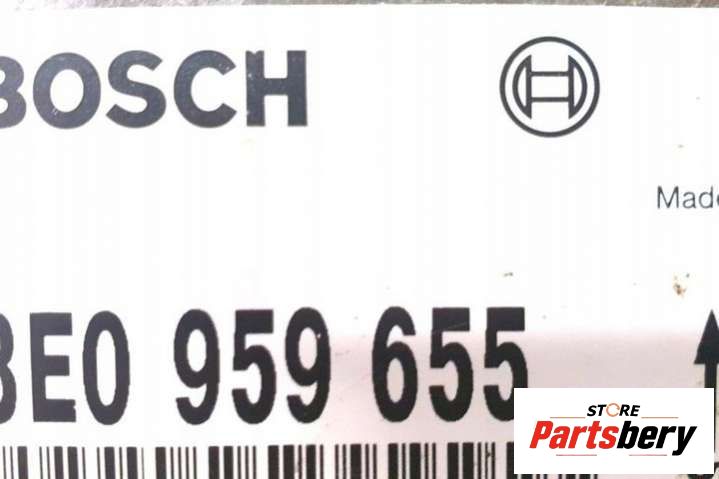 BOSCH
Made
8E0 959 655
STORE
Partsbery